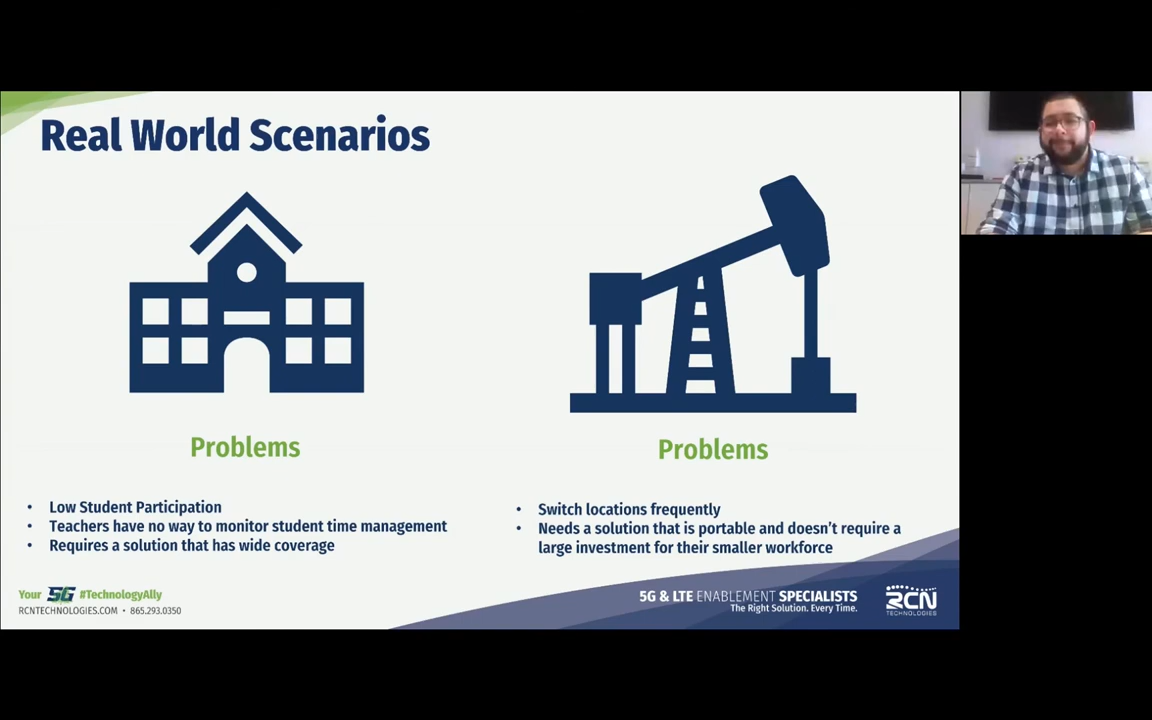 Real World Scenarios
Problems
• Low Student Participation
• Teachers have no way to monitor student time management
• Requires a solution that has wide coverage
Problems
• Switch locations frequently
• Needs a solution that is portable and doesn't require a
large investment for their smaller workforce
Your 5G #TechnologyAlly
RCNTECHNOLOGIES.COM • 865.293.0350
5G & LTE ENABLEMENT SPECIALISTS
The Right Solution. Every Time.
RCN
TECHNOLOGIES